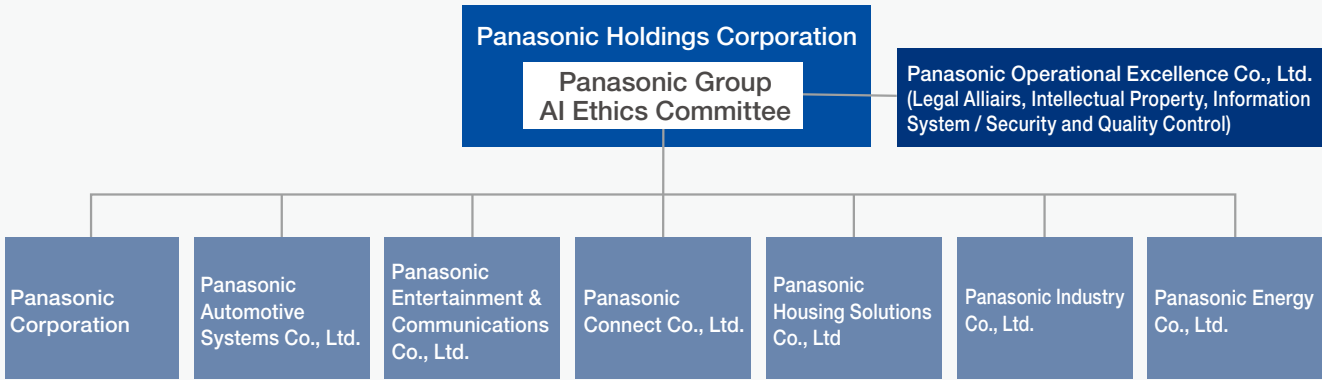 Panasonic Holdings Corporation
Panasonic Group
AI Ethics Committee
Panasonic Operational Excellence Co., Ltd.
(Legal Alliairs, Intellectual Property, Information
System / Security and Quality Control)
Panasonic
Corporation
Panasonic
Automotive
Systems Co., Ltd.
Panasonic
Entertainment &
Communications
Co., Ltd.
Panasonic
Connect Co., Ltd.
Panasonic
Housing Solutions
Co., Ltd
Panasonic Industry
Co., Ltd.
Panasonic Energy
Co., Ltd.